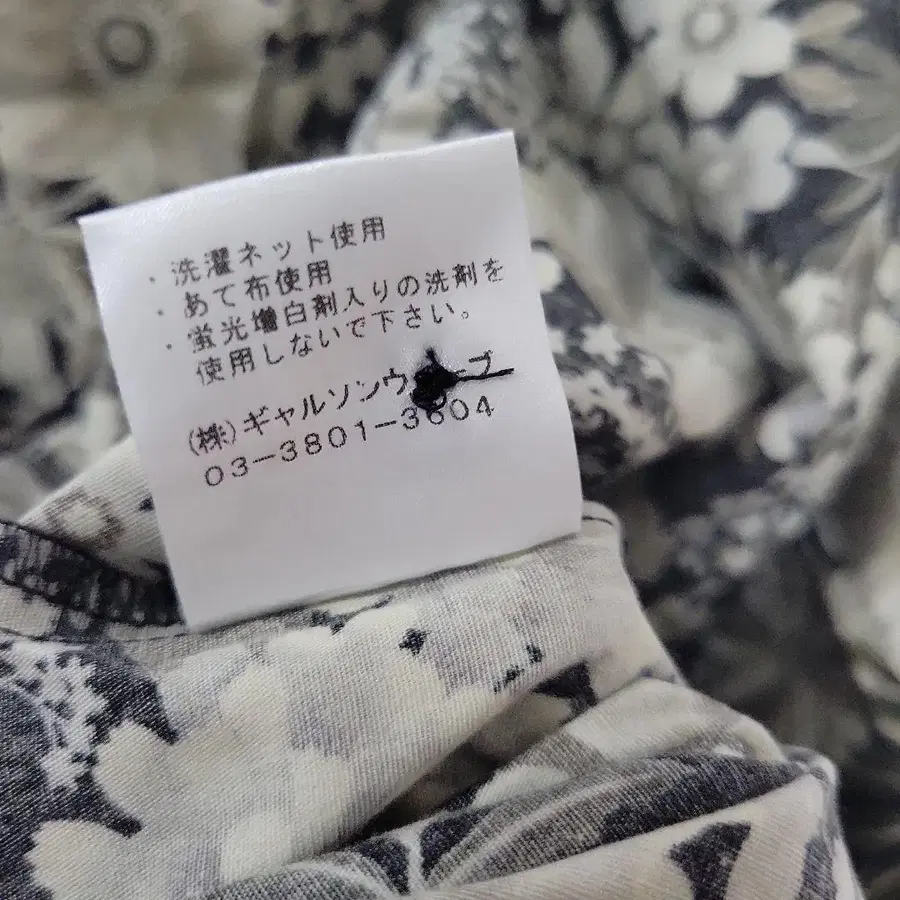 ・洗濯ネット使用
・あて布使用
・蛍光増白剤入りの洗剤を
使用しないで下さい。
(株)ギャルソンウ
03-3801-3604